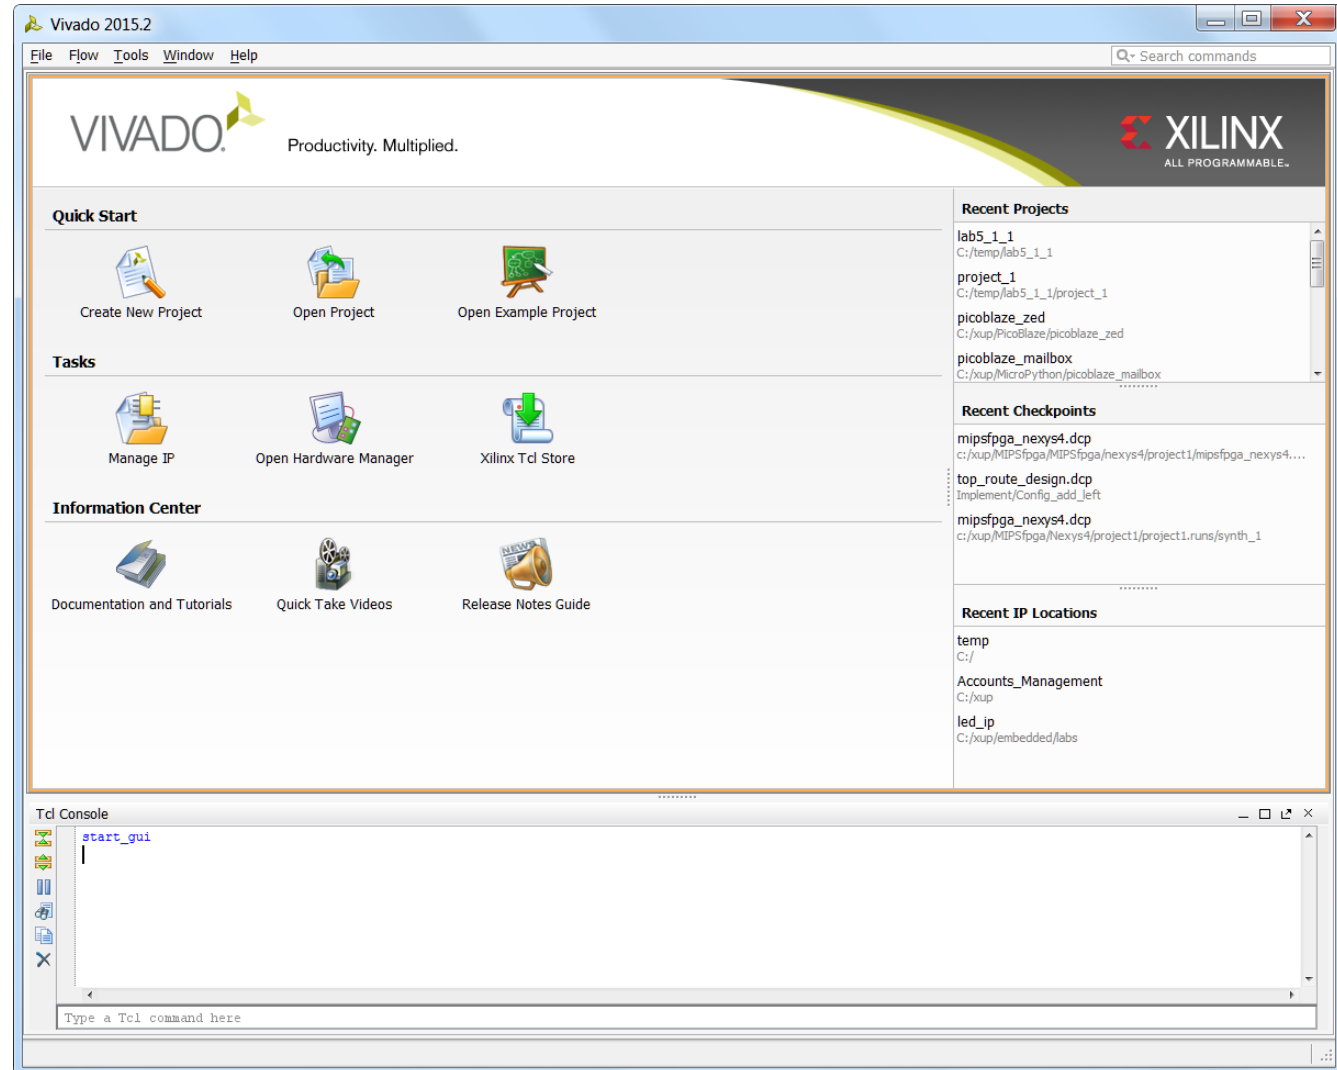 Vivado 2015.2
File Flow Tools Window Help
Search commands
VIVADO.
Productivity. Multiplied.
XILINX
ALL PROGRAMMABLE™
Quick Start
Create New Project
Open Project
Open Example Project
Tasks
Manage IP
Open Hardware Manager
Xilinx Tcl Store
Information Center
NEWS
Documentation and Tutorials
Quick Take Videos
Release Notes Guide
Recent Projects
lab5_1_1
C:/temp/lab5_1_1
project_1
C:/temp/lab5_1_1/project_1
picoblaze_zed
C:/xup/PicoBlaze/picoblaze_zed
picoblaze_mailbox
C:/xup/MicroPython/picoblaze_mailbox
Recent Checkpoints
mipsfpga_nexys4.dcp
c:/xup/MIPSfpga/MIPSfpga/nexys4/project1/mipsfpga_nexys4....
top_route_design.dcp
Implement/Config_add_left
mipsfpga_nexys4.dcp
c:/xup/MIPSfpga/Nexys4/project1/project1.runs/synth_1
Recent IP Locations
temp
C:/
Accounts_Management
C:/xup
led_ip
C:/xup/embedded/labs
Tcl Console
start_gui
Type a Tcl command here